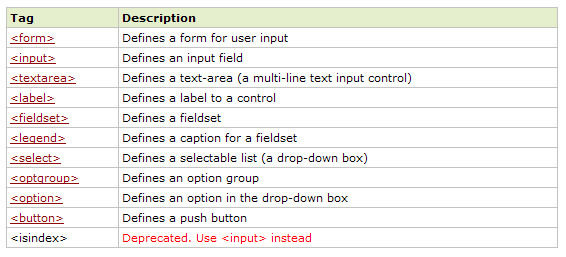 Tag Description
<form> Defines a form for user input
<input> Defines an input field
<textarea> Defines a text-area (a multi-line text input control)
<label> Defines a label to a control
<fieldset> Defines a fieldset
<legend> Defines a caption for a fieldset
<select> Defines a selectable list (a drop-down box)
<optgroup> Defines an option group
<option> Defines an option in the drop-down box
<button> Defines a push button
<isindex> Deprecated. Use <input> instead